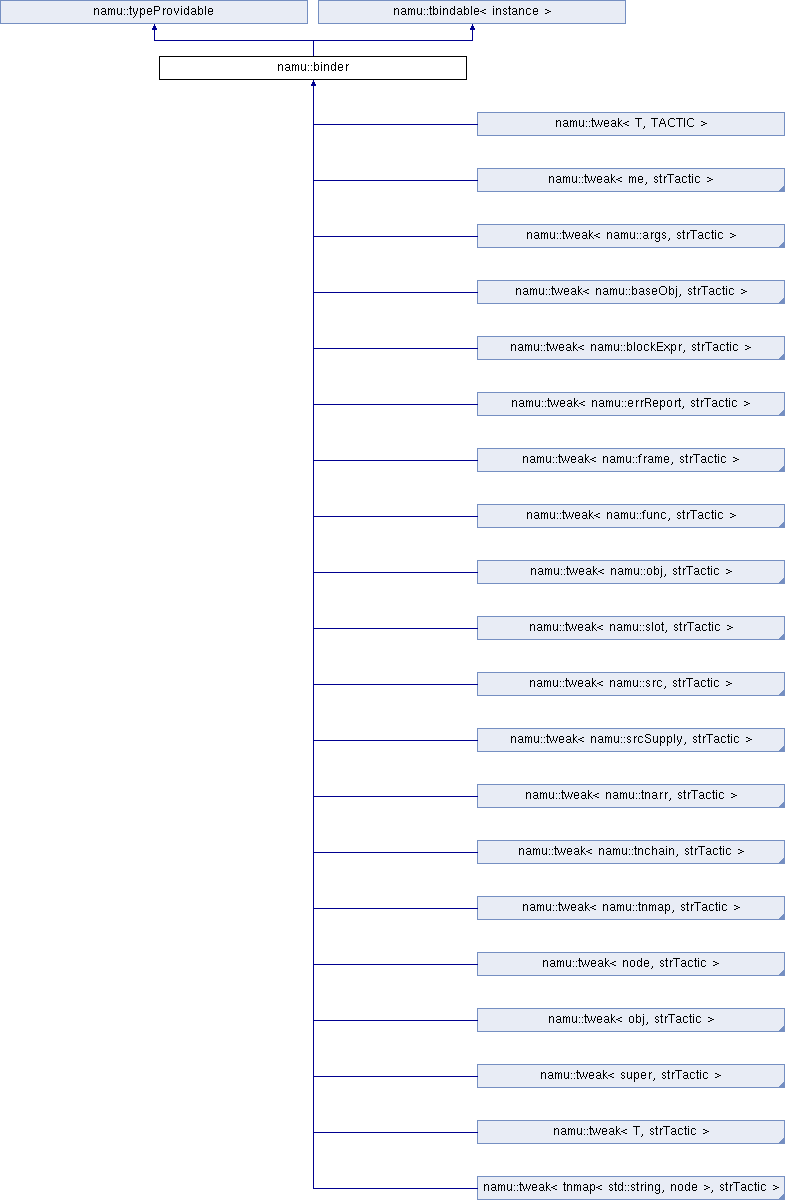 namu::typeProvidable
namu::tbindable< instance >
namu::binder
namu::tweak< T, TACTIC >
namu::tweak< me, strTactic >
namu::tweak< namu::args, strTactic >
namu::tweak< namu::baseObj, strTactic >
namu::tweak< namu::blockExpr, strTactic >
namu::tweak< namu::errReport, strTactic >
namu::tweak< namu::frame, strTactic >
namu::tweak< namu::func, strTactic >
namu::tweak< namu::obj, strTactic >
namu::tweak< namu::slot, strTactic >
namu::tweak< namu::src, strTactic >
namu::tweak< namu::srcSupply, strTactic >
namu::tweak< namu::tnarr, strTactic >
namu::tweak< namu::tnchain, strTactic >
namu::tweak< namu::tnmap, strTactic >
namu::tweak< node, strTactic >
namu::tweak< obj, strTactic >
namu::tweak< super, strTactic >
namu::tweak< T, strTactic >
namu::tweak< tnmap< std::string, node >, strTactic >